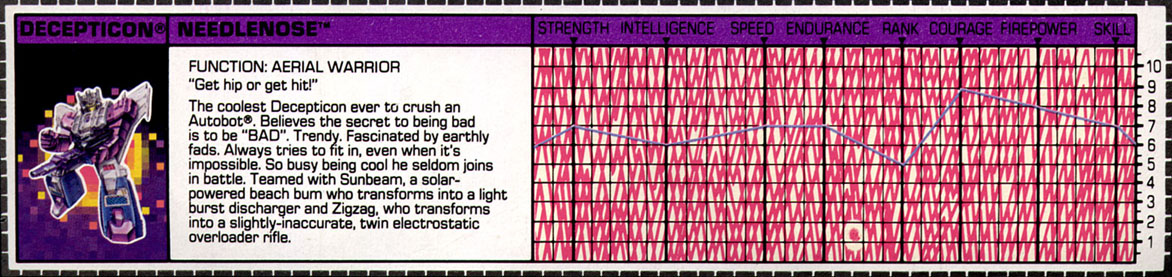 DECEPTICON®
NEEDLENOSE™
STRENGTH INTELLIGENCE SPEED ENDURANCE RANK COURAGE FIREPOWER SKILL
FUNCTION: AERIAL WARRIOR
"Get hip or get hit!"
The coolest Decepticon ever to crush an
Autobot®. Believes the secret to being bad
is to be "BAD". Trendy. Fascinated by earthly
fads. Always tries to fit in, even when it's
impossible. So busy being cool he seldom joins
in battle. Teamed with Sunbeam, a solar-
powered beach bum who transforms into a light
burst discharger and Zigzag, who transforms
into a slightly-inaccurate, twin electrostatic
overloader rifle.
10
9
8
7
6
5
4
3
2
1